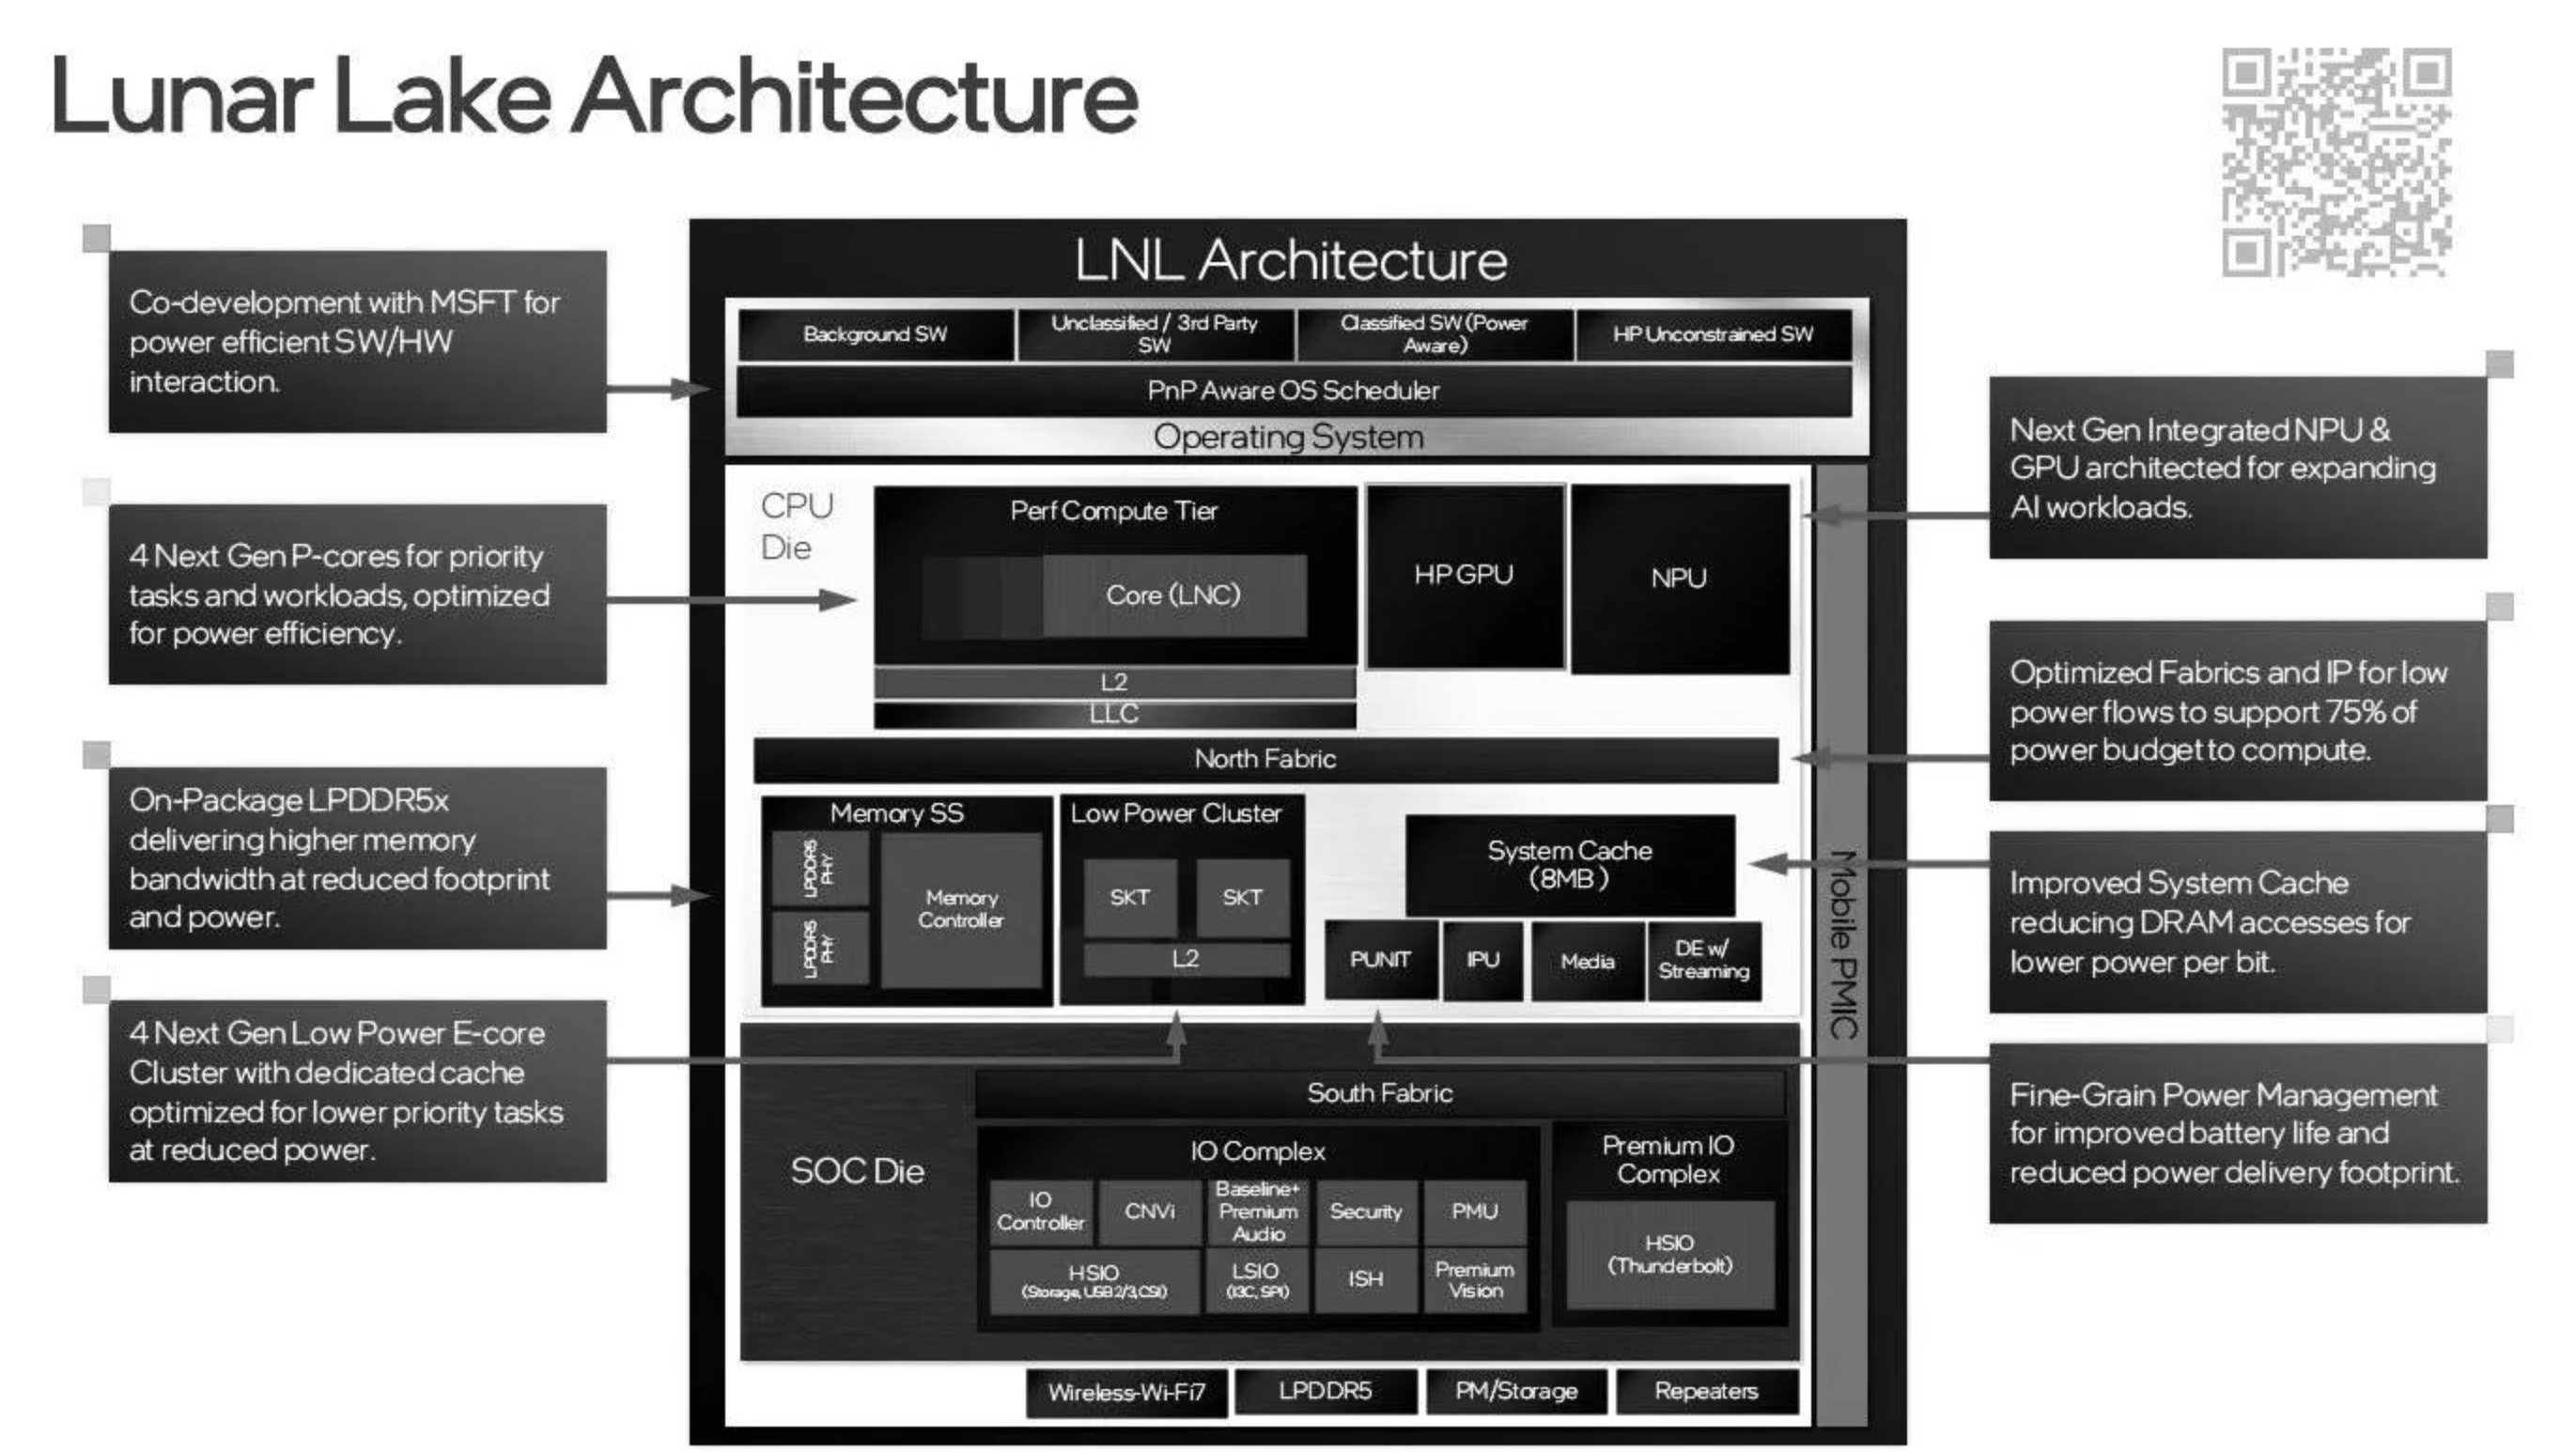 Lunar Lake Architecture
Co-development with MSFT for
power efficient SW/HW
interaction.
4 Next Gen P-cores for priority
tasks and workloads, optimized
for power efficiency.
On-Package LPDDR5x
delivering higher memory
bandwidth at reduced footprint
and power.
4 Next Gen Low Power E-core
Cluster with dedicated cache
optimized for lower priority tasks
at reduced power.
LNL Architecture
Background SW
Unclassified / 3rd Party
SW
Classified SW (Power
Aware)
HP Unconstrained SW
PnP Aware OS Scheduler
Operating System
CPU
Die
Perf Compute Tier
Core (LNC)
L2
LLC
HP GPU
NPU
North Fabric
Memory SS
LPDDR5
PHY
LPDDR5
PHY
Memory
Controller
Low Power Cluster
SKT
SKT
L2
System Cache
(8MB)
PUNIT
IPU
Media
DE w/
Streaming
Mobile PMIC
SOC Die
South Fabric
IO Complex
IO
Controller
CNVi
Baseline+
Premium
Audio
Security
PMU
HSIO
(Storage, USB2/3, CSI)
LSIO
(I3C, SPI)
ISH
Premium
Vision
Premium IO
Complex
HSIO
(Thunderbolt)
Wireless-Wi-Fi7
LPDDR5
PM/Storage
Repeaters
Next Gen Integrated NPU &
GPU architected for expanding
AI workloads.
Optimized Fabrics and IP for low
power flows to support 75% of
power budget to compute.
Improved System Cache
reducing DRAM accesses for
lower power per bit.
Fine-Grain Power Management
for improved battery life and
reduced power delivery footprint.